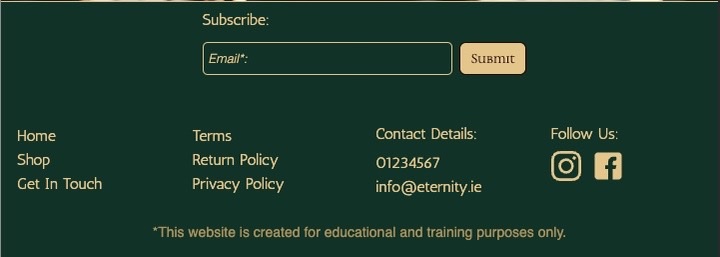 Subscribe:
Email*:
Submit
Home
Shop
Get In Touch
Terms
Return Policy
Privacy Policy
Contact Details:
01234567
info@eternity.ie
Follow Us:
*This website is created for educational and training purposes only.